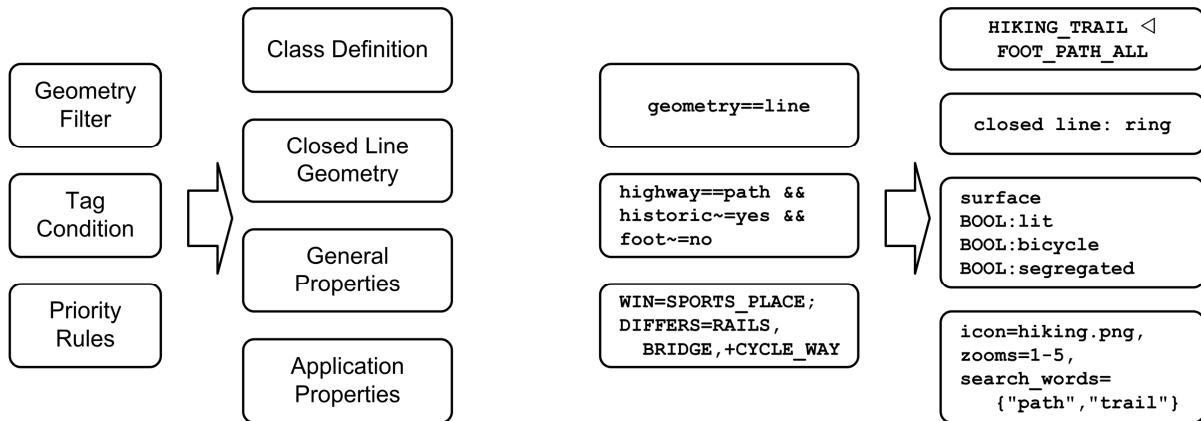 Geometry
Filter
Tag
Condition
Priority
Rules
Class Definition
Closed Line
Geometry
General
Properties
Application
Properties
geometry==line
highway==path &&
historic~=yes &&
foot~=no
WIN=SPORTS_PLACE;
DIFFERS=RAILS,
BRIDGE,+CYCLE_WAY
HIKING_TRAIL ◁
FOOT_PATH_ALL
closed line: ring
surface
BOOL:lit
BOOL:bicycle
BOOL:segregated
icon=hiking.png,
zooms=1-5,
search_words=
{"path","trail"}